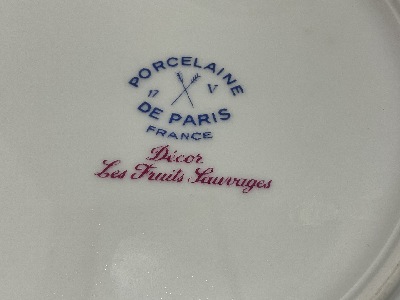 PORCELAINE
17 V
DE PARIS
FRANCE
Décor
Les Fruits Sauvages